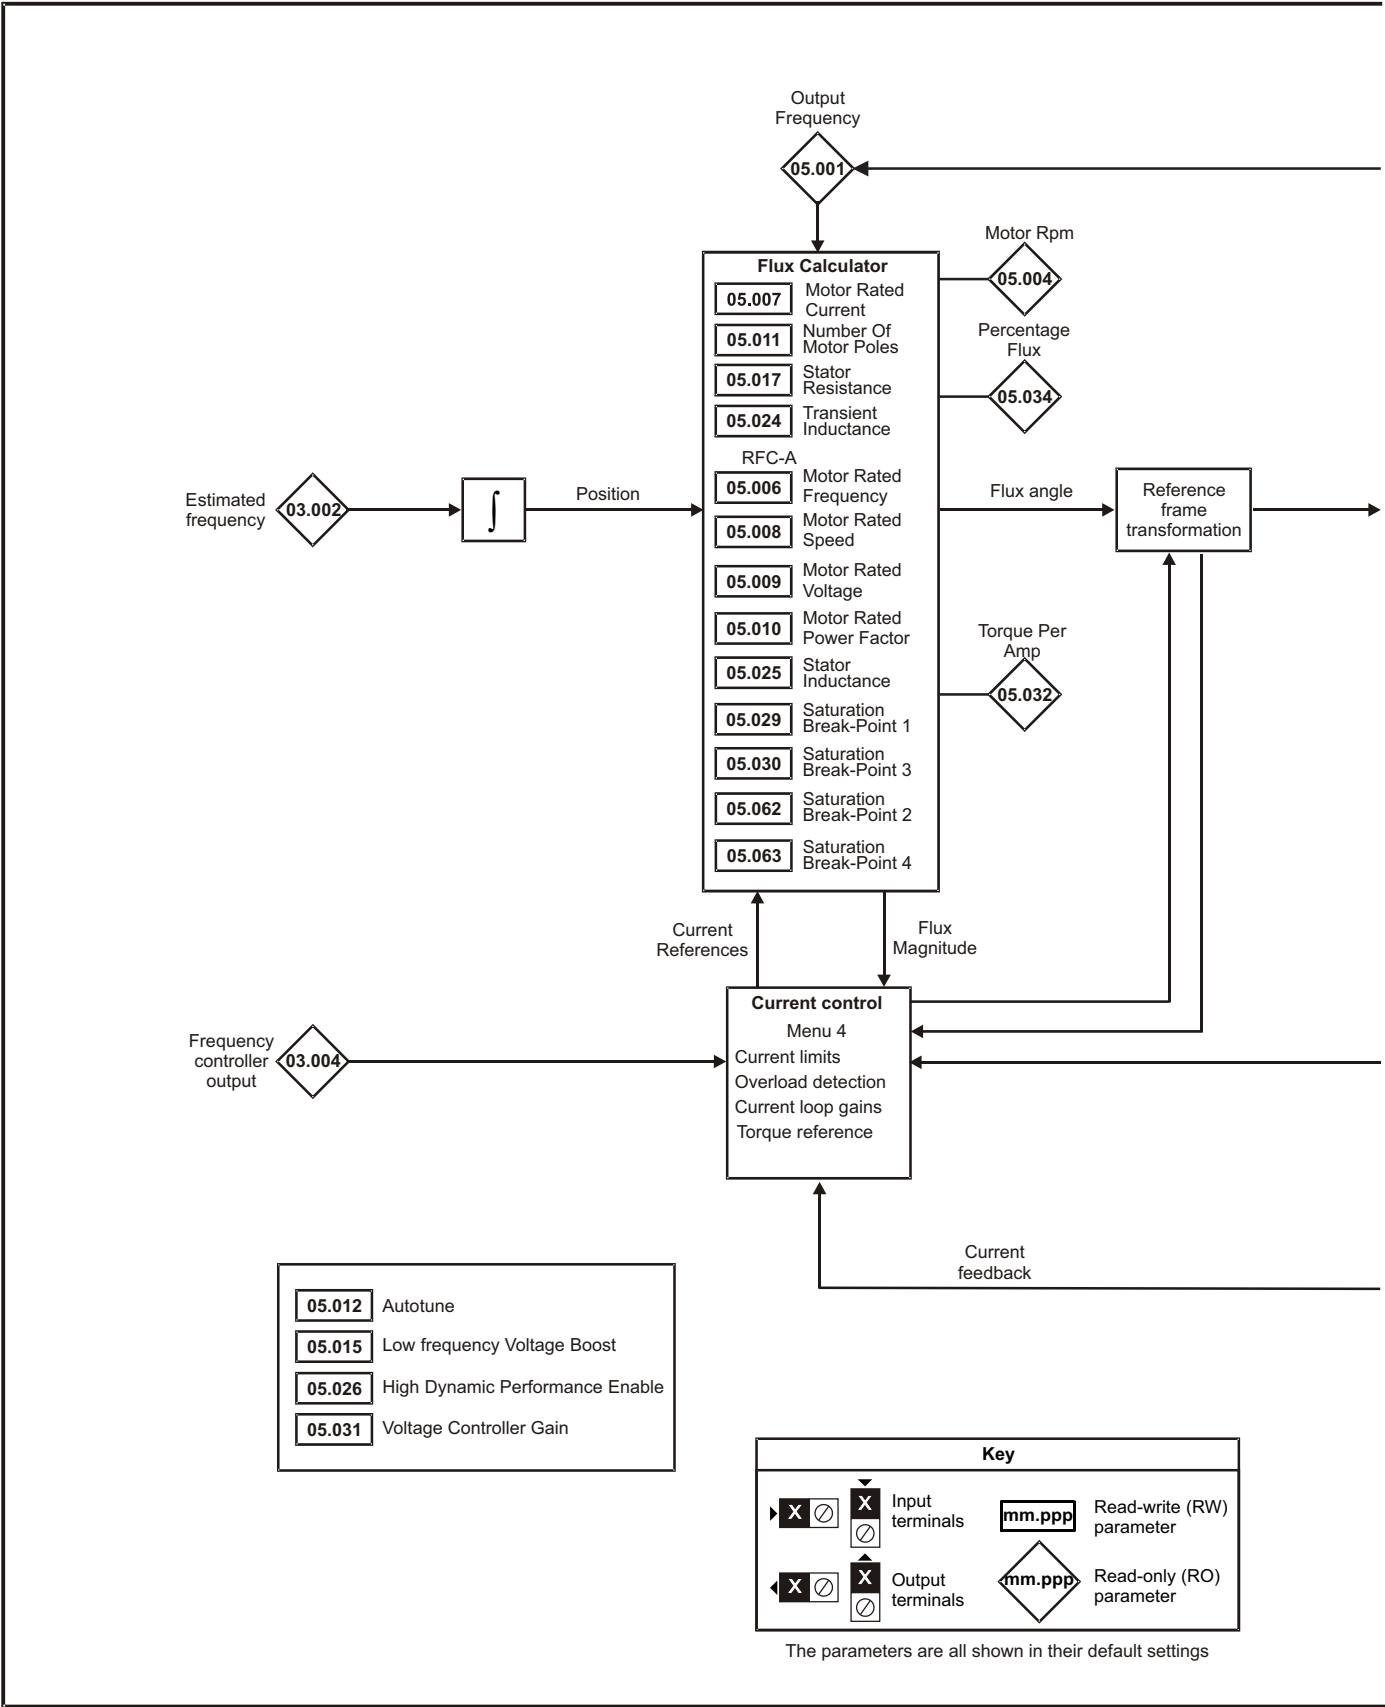 Output
Frequency
05.001
Motor Rpm
05.004
Percentage
Flux
05.034
Flux Calculator
05.007 Motor Rated
Current
05.011 Number Of
Motor Poles
05.017 Stator
Resistance
05.024 Transient
Inductance
RFC-A
05.006 Motor Rated
Frequency
05.008 Motor Rated
Speed
05.009 Motor Rated
Voltage
05.010 Motor Rated
Power Factor
05.025 Stator
Inductance
05.029 Saturation
Break-Point 1
05.030 Saturation
Break-Point 3
05.062 Saturation
Break-Point 2
05.063 Saturation
Break-Point 4
Estimated
frequency
03.002
∫
Position
Flux angle
Reference
frame
transformation
Torque Per
Amp
05.032
Current
References
Flux
Magnitude
Frequency
controller
output
03.004
Current control
Menu 4
Current limits
Overload detection
Current loop gains
Torque reference
Current
feedback
05.012 Autotune
05.015 Low frequency Voltage Boost
05.026 High Dynamic Performance Enable
05.031 Voltage Controller Gain
Key
X X Input
terminals
mm.ppp Read-write (RW)
parameter
X X Output
terminals
mm.ppp Read-only (RO)
parameter
The parameters are all shown in their default settings